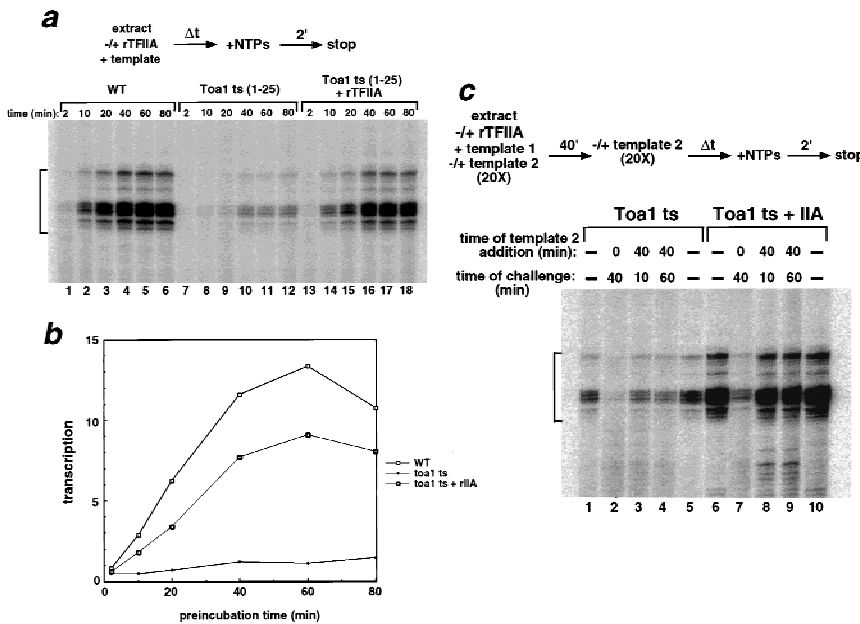 a
extract
-/+ rTFIIA
+ template
Δt
+NTPs
2'
stop
WT
Toa1 ts (1-25)
Toa1 ts (1-25)
+ rTFIIA
time (min): 2 10 20 40 60 80 2 10 20 40 60 80 2 10 20 40 60 80
1 2 3 4 5 6 7 8 9 10 11 12 13 14 15 16 17 18
b
15
10
5
0
transcription
0 20 40 60 80
preincubation time (min)
WT
toa1 ts
toa1 ts + rIIA
c
extract
-/+ rTFIIA
+ template 1
-/+ template 2
(20X)
40'
-/+ template 2
(20X)
Δt
+NTPs
2'
stop
Toa1 ts
Toa1 ts + IIA
time of template 2
addition (min): – 0 40 40 – – 0 40 40 –
time of challenge: – 40 10 60 – – 40 10 60 –
(min)
1 2 3 4 5 6 7 8 9 10